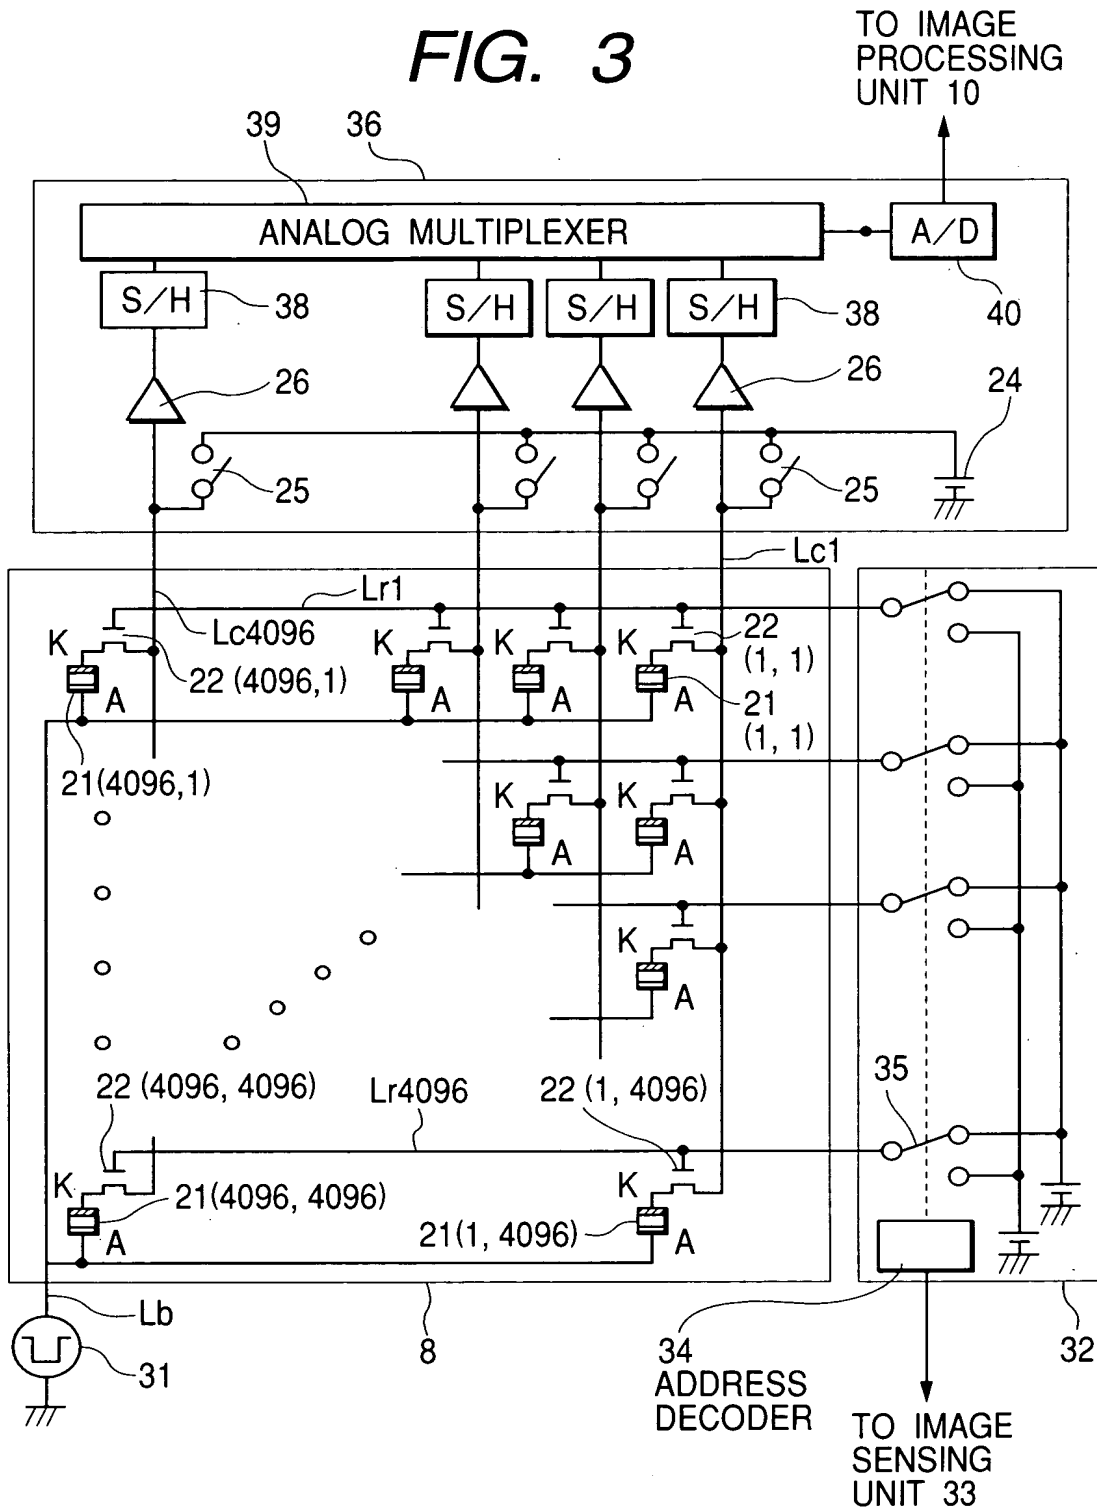 FIG. 3
TO IMAGE
PROCESSING
UNIT 10
39
36
ANALOG MULTIPLEXER
A/D
S/H
38
S/H
S/H
S/H
38
40
26
26
24
25
25
Lc1
Lr1
Lc4096
K
22 (4096,1)
A
21(4096,1)
K
A
K
A
K
22
(1, 1)
A
21
(1, 1)
K
A
K
A
K
A
22 (4096, 4096)
Lr4096
22 (1, 4096)
35
K
21(4096, 4096)
A
K
21(1, 4096)
A
Lb
31
8
34
ADDRESS
DECODER
32
TO IMAGE
SENSING
UNIT 33